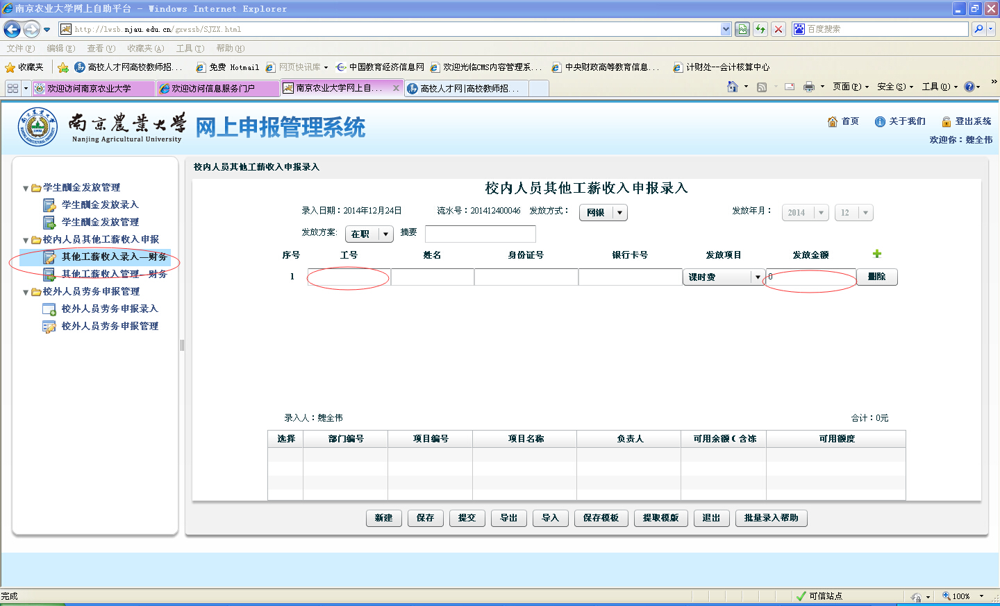 南京农业大学网上自助平台 - Windows Internet Explorer
http://lwsb.njau.edu.cn/gxwssb/SJZX.html
百度搜索
文件(F) 编辑(E) 查看(V) 收藏夹(A) 工具(T) 帮助(H)
收藏夹 高校人才网高校教师招... 免费 Hotmail 网页快讯库 中国教育经济信息网 欢迎光临CMS内容管理系... 中央财政高等教育信息... 计财处--会计核算中心
欢迎访问南京农业大学 欢迎访问信息服务门户 南京农业大学网上自... 高校人才网|高校教师招... 页面(P) 安全(S) 工具(O)
南京農業大学 Nanjing Agricultural University 网上申报管理系统
首页 关于我们 登出系统
欢迎你：魏全伟
学生酬金发放管理
学生酬金发放录入
学生酬金发放管理
校内人员其他工薪收入申报
其他工薪收入录入—财务
其他工薪收入管理—财务
校外人员劳务申报管理
校外人员劳务申报录入
校外人员劳务申报管理
校内人员其他工薪收入申报录入
校内人员其他工薪收入申报录入
录入日期：2014年12月24日 流水号：201412400046 发放方式： 网银 发放年月： 2014 12
发放方案: 在职 摘要
序号 工号 姓名 身份证号 银行卡号 发放项目 发放金额
1 课时费 0 删除
录入人：魏全伟 合计：0元
选择 部门编号 项目编号 项目名称 负责人 可用余额(含冻 可用额度
新建 保存 提交 导出 导入 保存模板 提取模版 退出 批量录入帮助
完成 可信站点 100%